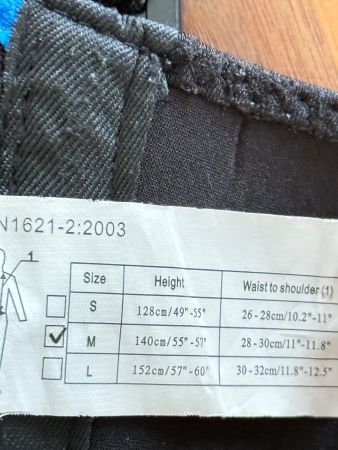 N1621-2:2003
1
Size Height Waist to shoulder (1)
S 128cm/49"-55" 26-28cm/10.2"-11"
M 140cm/55"-57" 28-30cm/11"-11.8"
L 152cm/57"-60" 30-32cm/11.8"-12.5"